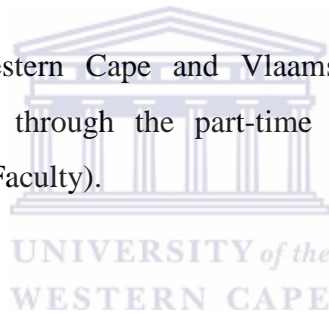 estern Cape and Vlaams
through the part-time
Faculty).
UNIVERSITY of the
WESTERN CAPE